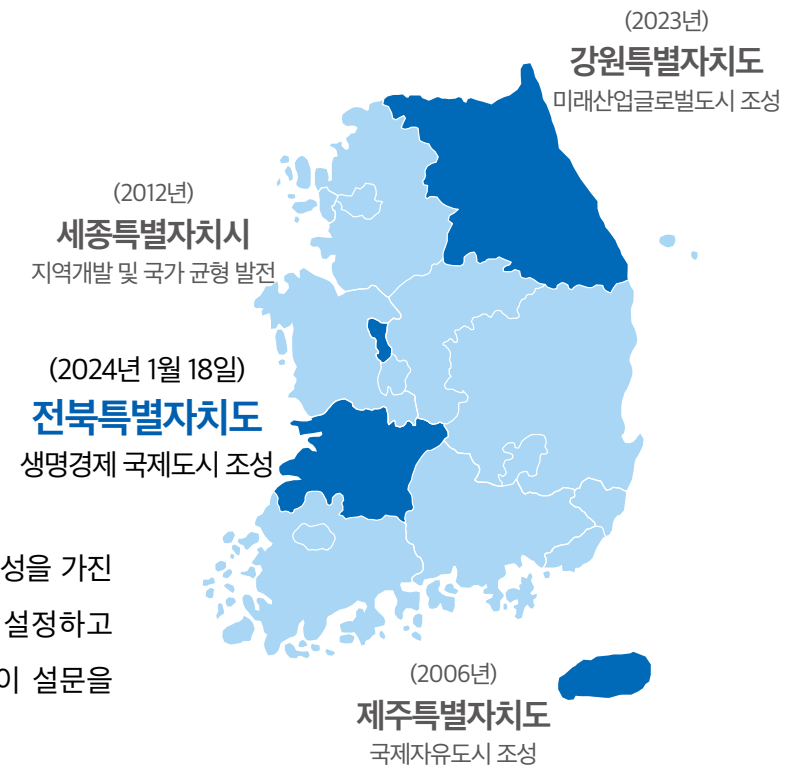 (2023년)
강원특별자치도
미래산업글로벌도시 조성
(2012년)
세종특별자치시
지역개발 및 국가 균형 발전
(2024년 1월 18일)
전북특별자치도
생명경제 국제도시 조성
성을 가진
설정하고
이 설문을
(2006년)
제주특별자치도
국제자유도시 조성